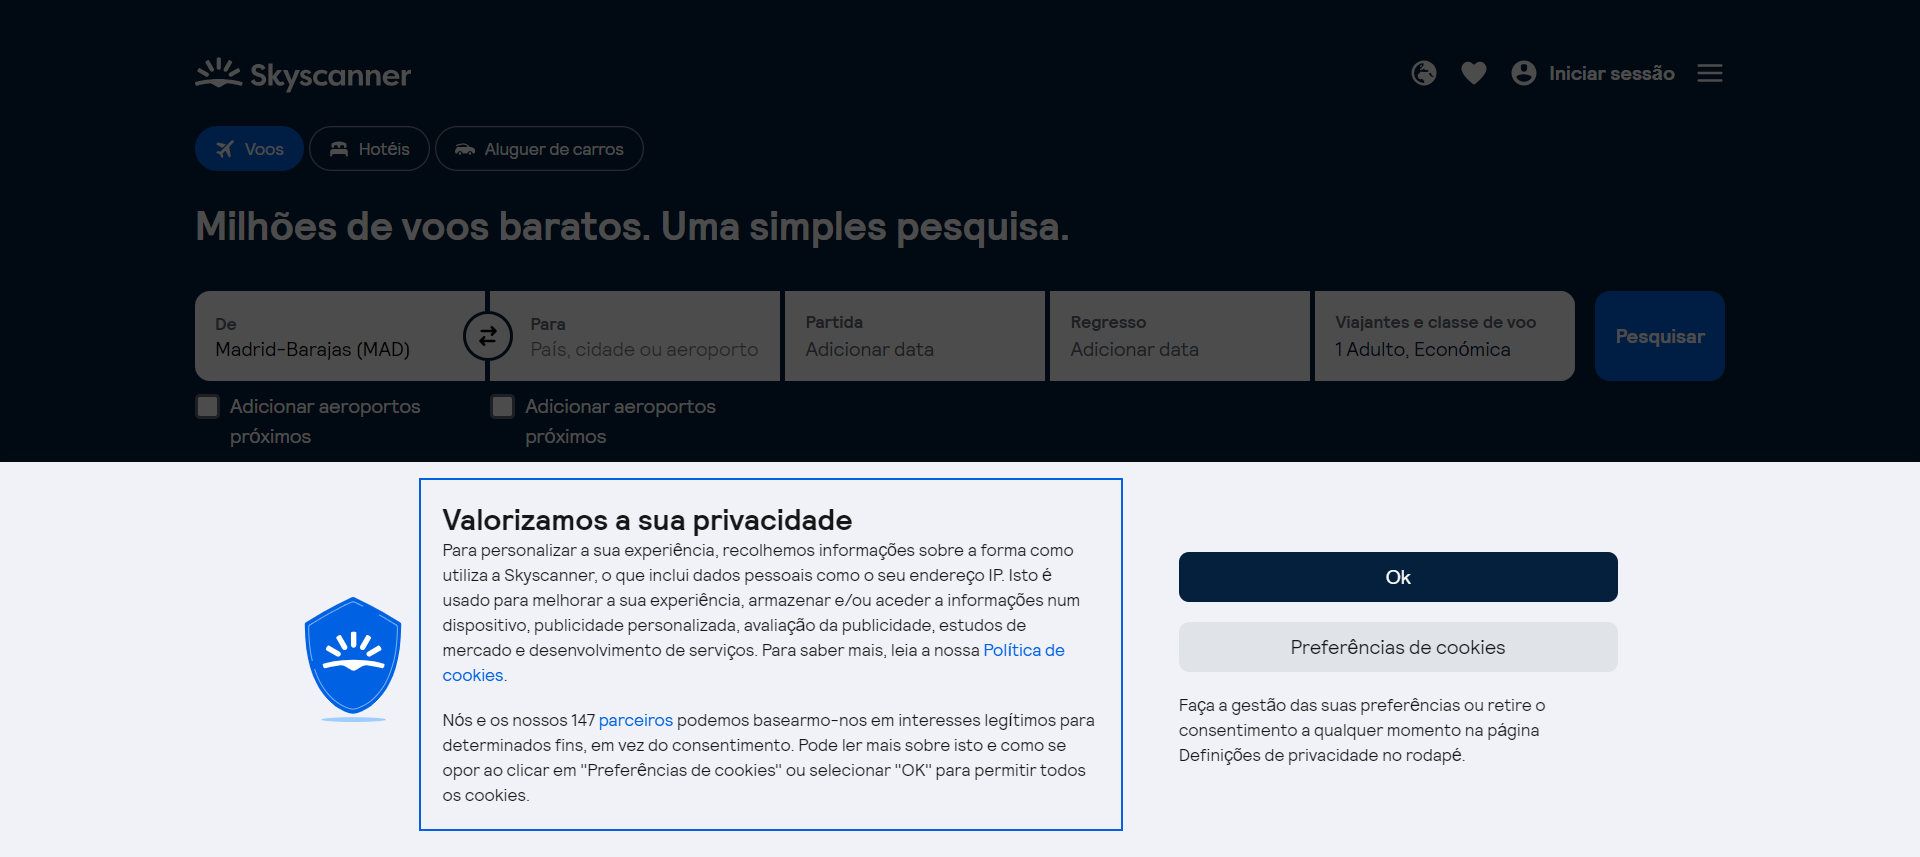 Skyscanner
Iniciar sessão
Voos
Hotéis
Aluguer de carros
Milhões de voos baratos. Uma simples pesquisa.
De
Madrid-Barajas (MAD)
Para
País, cidade ou aeroporto
Partida
Adicionar data
Regresso
Adicionar data
Viajantes e classe de voo
1 Adulto, Económica
Pesquisar
Adicionar aeroportos
próximos
Adicionar aeroportos
próximos
Valorizamos a sua privacidade
Para personalizar a sua experiência, recolhemos informações sobre a forma como
utiliza a Skyscanner, o que inclui dados pessoais como o seu endereço IP. Isto é
usado para melhorar a sua experiência, armazenar e/ou aceder a informações num
dispositivo, publicidade personalizada, avaliação da publicidade, estudos de
mercado e desenvolvimento de serviços. Para saber mais, leia a nossa Política de
cookies.
Nós e os nossos 147 parceiros podemos basearmo-nos em interesses legítimos para
determinados fins, em vez do consentimento. Pode ler mais sobre isto e como se
opor ao clicar em "Preferências de cookies" ou selecionar "OK" para permitir todos
os cookies.
Ok
Preferências de cookies
Faça a gestão das suas preferências ou retire o
consentimento a qualquer momento na página
Definições de privacidade no rodapé.